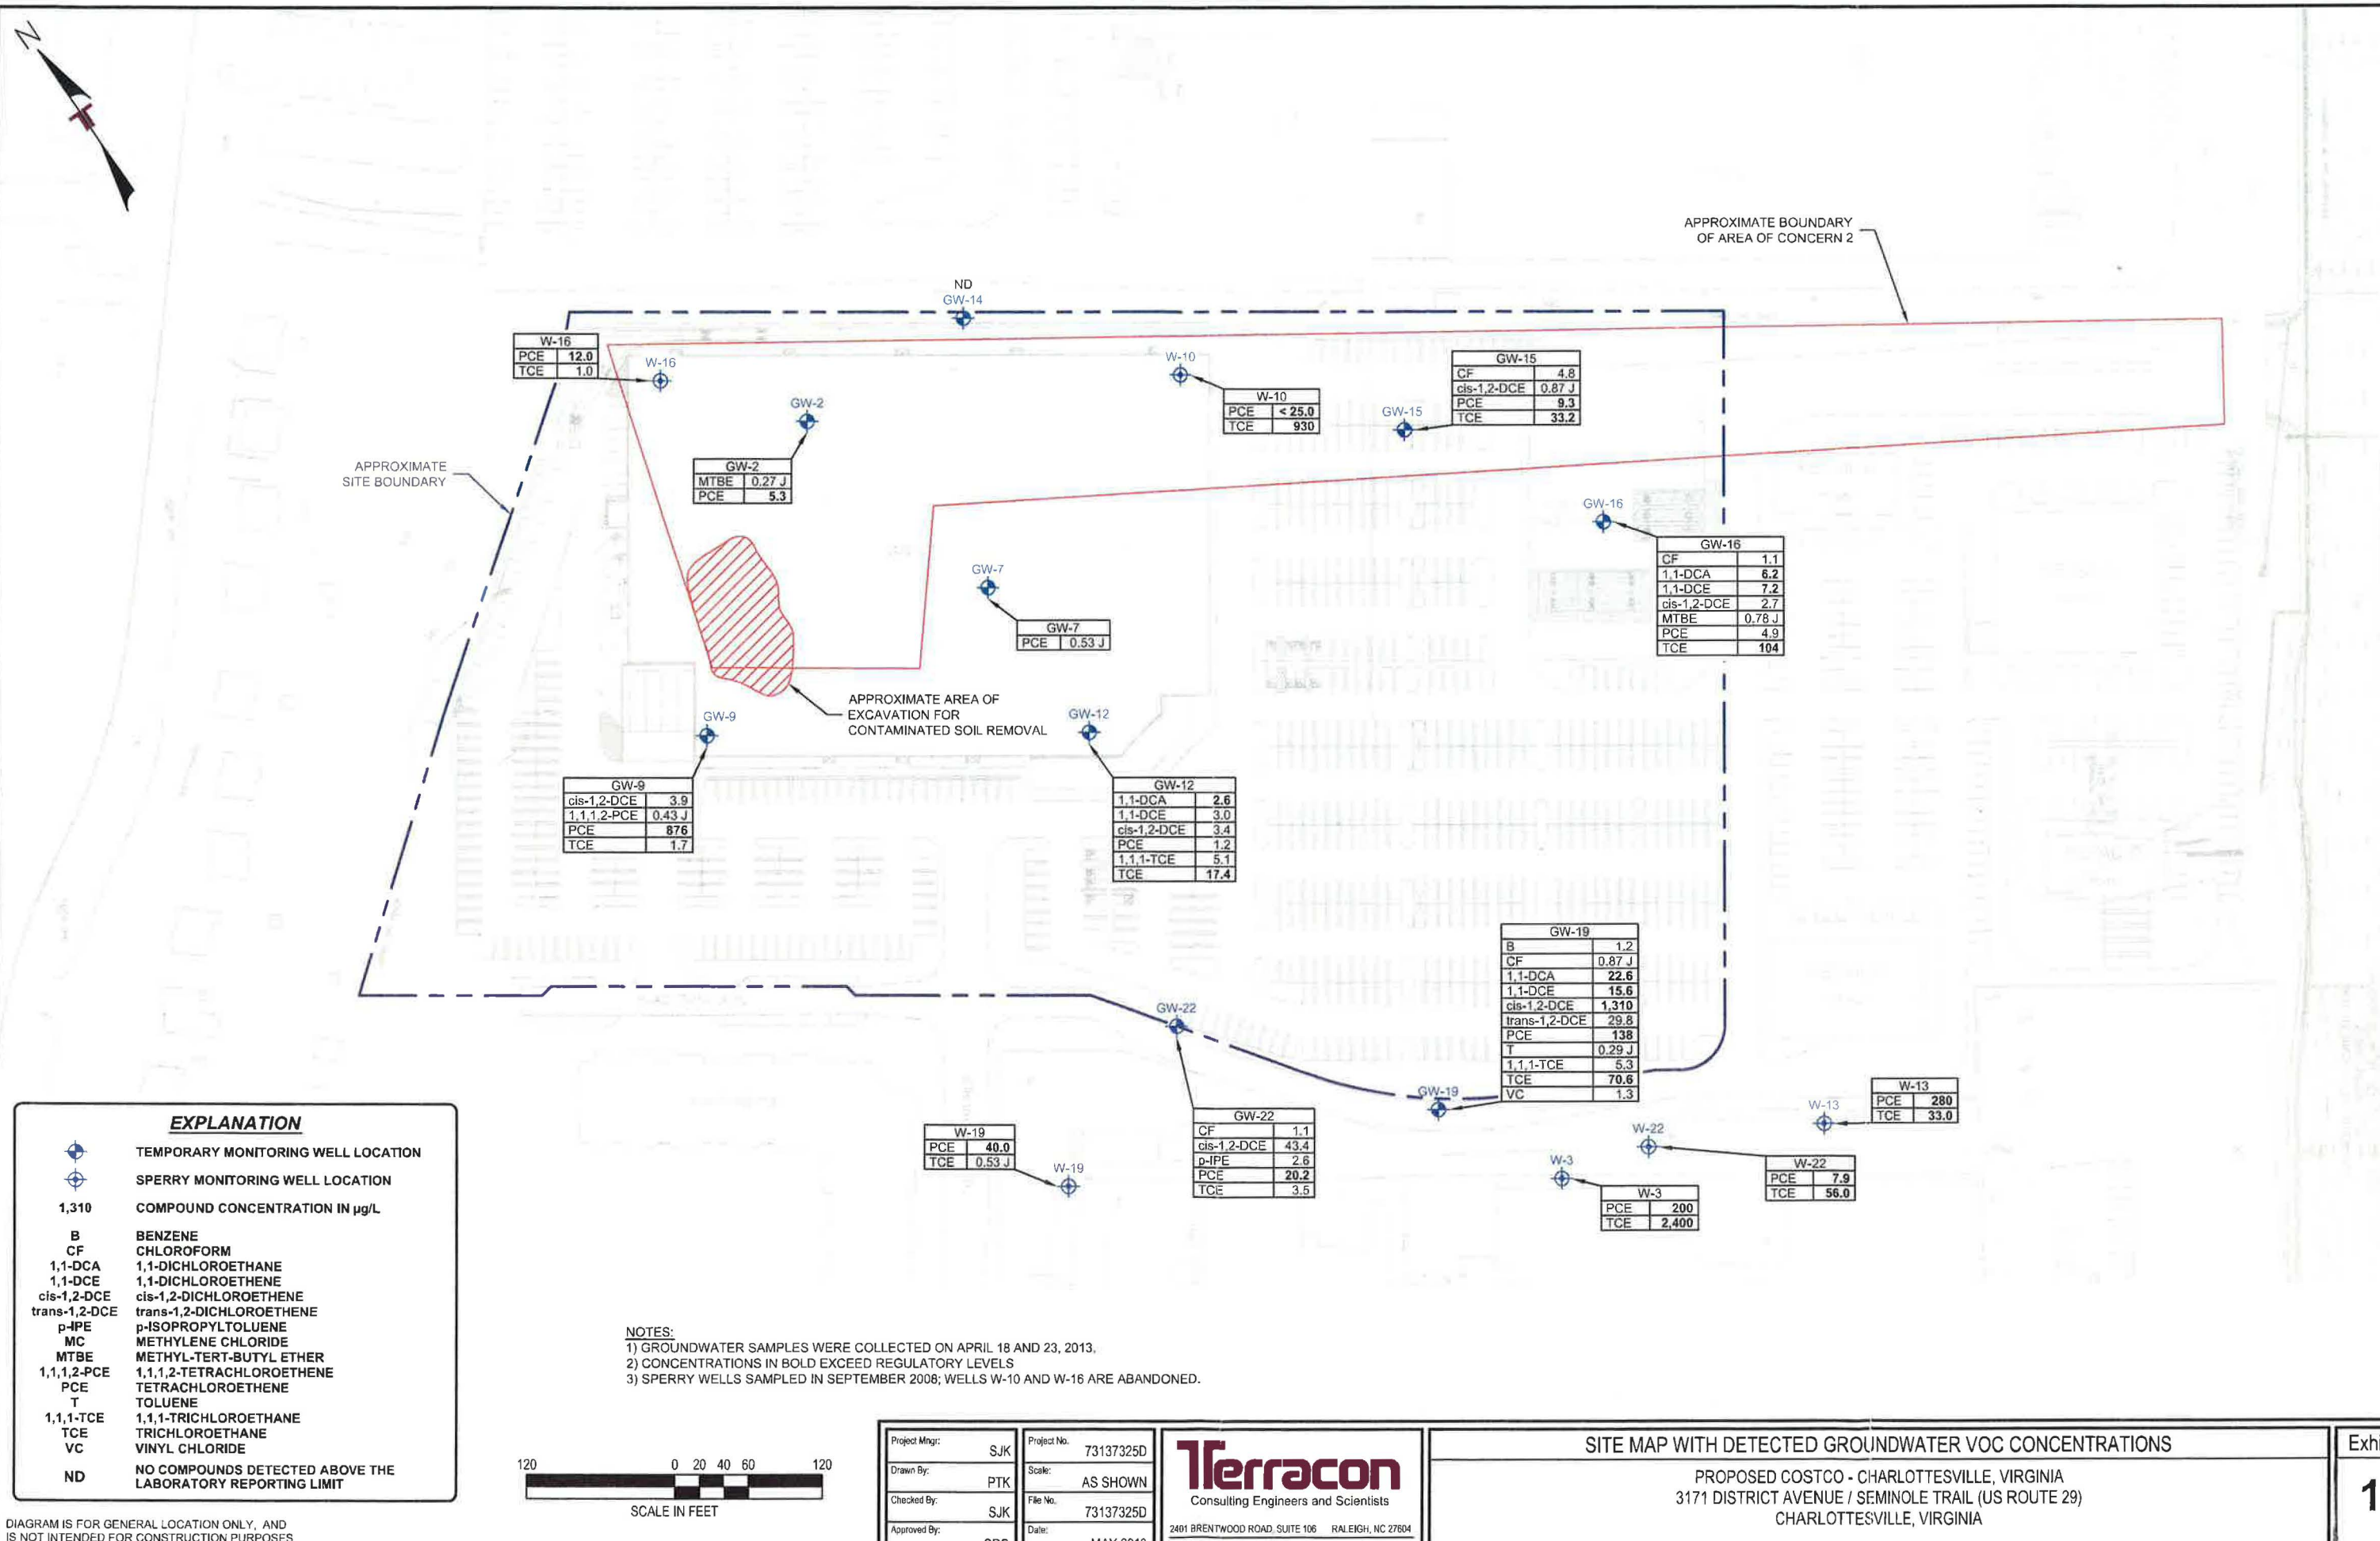 N
APPROXIMATE BOUNDARY
OF AREA OF CONCERN 2
ND
GW-14
W-16
PCE 12.0
TCE 1.0
W-16
GW-2
W-10
W-10
PCE < 25.0
TCE 930
GW-15
GW-15
CF 4.8
cis-1,2-DCE 0.87 J
PCE 9.3
TCE 33.2
APPROXIMATE
SITE BOUNDARY
GW-2
MTBE 0.27 J
PCE 5.3
GW-16
GW-16
CF 1.1
1,1-DCA 6.2
1,1-DCE 7.2
cis-1,2-DCE 2.7
MTBE 0.78 J
PCE 4.9
TCE 104
GW-7
GW-7
PCE 0.53 J
APPROXIMATE AREA OF
EXCAVATION FOR
CONTAMINATED SOIL REMOVAL
GW-9
GW-12
GW-9
cis-1,2-DCE 3.9
1,1,1,2-PCE 0.43 J
PCE 876
TCE 1.7
GW-12
1,1-DCA 2.6
1,1-DCE 3.0
cis-1,2-DCE 3.4
PCE 1.2
1,1,1-TCE 5.1
TCE 17.4
GW-19
B 1.2
CF 0.87 J
1,1-DCA 22.6
1,1-DCE 15.6
cis-1,2-DCE 1,310
trans-1,2-DCE 29.8
PCE 138
T 0.29 J
1,1,1-TCE 5.3
TCE 70.6
VC 1.3
GW-22
GW-19
W-13
PCE 280
TCE 33.0
W-13
GW-22
CF 1.1
cis-1,2-DCE 43.4
p-IPE 2.6
PCE 20.2
TCE 3.5
W-19
PCE 40.0
TCE 0.53 J
W-19
W-22
W-22
PCE 7.9
TCE 56.0
W-3
W-3
PCE 200
TCE 2,400
EXPLANATION
TEMPORARY MONITORING WELL LOCATION
SPERRY MONITORING WELL LOCATION
1,310 COMPOUND CONCENTRATION IN µg/L
B BENZENE
CF CHLOROFORM
1,1-DCA 1,1-DICHLOROETHANE
1,1-DCE 1,1-DICHLOROETHENE
cis-1,2-DCE cis-1,2-DICHLOROETHENE
trans-1,2-DCE trans-1,2-DICHLOROETHENE
p-IPE p-ISOPROPYLTOLUENE
MC METHYLENE CHLORIDE
MTBE METHYL-TERT-BUTYL ETHER
1,1,1,2-PCE 1,1,1,2-TETRACHLOROETHENE
PCE TETRACHLOROETHENE
T TOLUENE
1,1,1-TCE 1,1,1-TRICHLOROETHANE
TCE TRICHLOROETHANE
VC VINYL CHLORIDE
ND NO COMPOUNDS DETECTED ABOVE THE
LABORATORY REPORTING LIMIT
DIAGRAM IS FOR GENERAL LOCATION ONLY, AND
IS NOT INTENDED FOR CONSTRUCTION PURPOSES
NOTES:
1) GROUNDWATER SAMPLES WERE COLLECTED ON APRIL 18 AND 23, 2013.
2) CONCENTRATIONS IN BOLD EXCEED REGULATORY LEVELS
3) SPERRY WELLS SAMPLED IN SEPTEMBER 2008; WELLS W-10 AND W-16 ARE ABANDONED.
120 0 20 40 60 120
SCALE IN FEET
Project Mngr: SJK
Drawn By: PTK
Checked By: SJK
Approved By:
Project No. 73137325D
Scale: AS SHOWN
File No. 73137325D
Date:
Terracon
Consulting Engineers and Scientists
2401 BRENTWOOD ROAD, SUITE 106 RALEIGH, NC 27604
SITE MAP WITH DETECTED GROUNDWATER VOC CONCENTRATIONS
PROPOSED COSTCO - CHARLOTTESVILLE, VIRGINIA
3171 DISTRICT AVENUE / SEMINOLE TRAIL (US ROUTE 29)
CHARLOTTESVILLE, VIRGINIA
Exhi
1